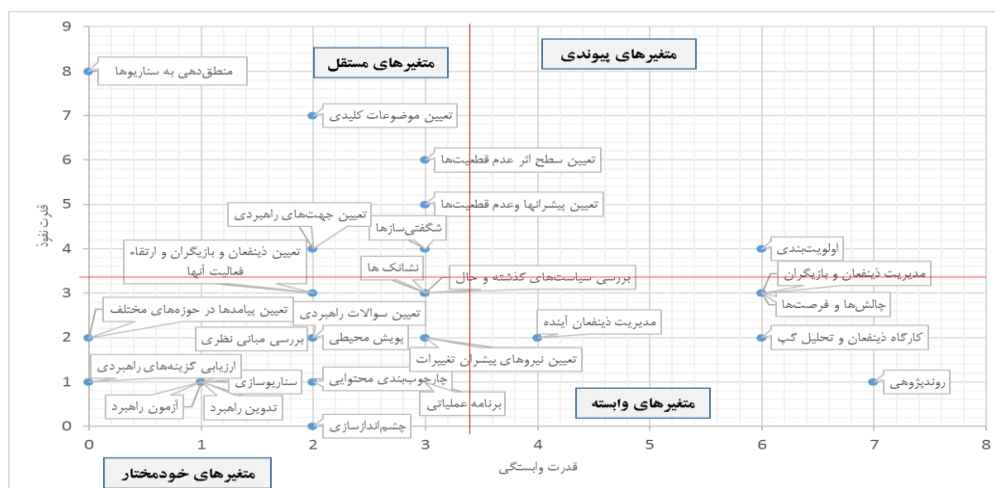 متغیرهای مستقل
متغیرهای پیوندی
منطق‌دهی به سناریوها
تعیین موضوعات کلیدی
تعیین سطح اثر عدم قطعیت‌ها
تعیین پیشرانها وعدم قطعیت‌ها
تعیین جهت‌های راهبردی
شگفتی‌سازها
اولویت‌بندی
تعیین ذینفعان و بازیگران و ارتقاء
فعالیت آنها
نشانک ها
بررسی سیاست‌های گذشته و حال
مدیریت ذینفعان و بازیگران
چالش‌ها و فرصت‌ها
تعیین پیامدها در حوزه‌های مختلف
تعیین سوالات راهبردی
مدیریت ذینفعان آینده
بررسی مبانی نظری
پویش محیطی
تعیین نیروهای پیشران تغییرات
کارگاه ذینفعان و تحلیل گپ
ارزیابی گزینه‌های راهبردی
سناریوسازی
چارچوب‌بندی محتوایی
روندپژوهی
آزمون راهبرد
تدوین راهبرد
برنامه عملیاتی
متغیرهای وابسته
چشم‌اندازسازی
متغیرهای خودمختار
قدرت نفوذ
9
8
7
6
5
4
3
2
1
0
0 1 2 3 4 5 6 7 8
قدرت وابستگی